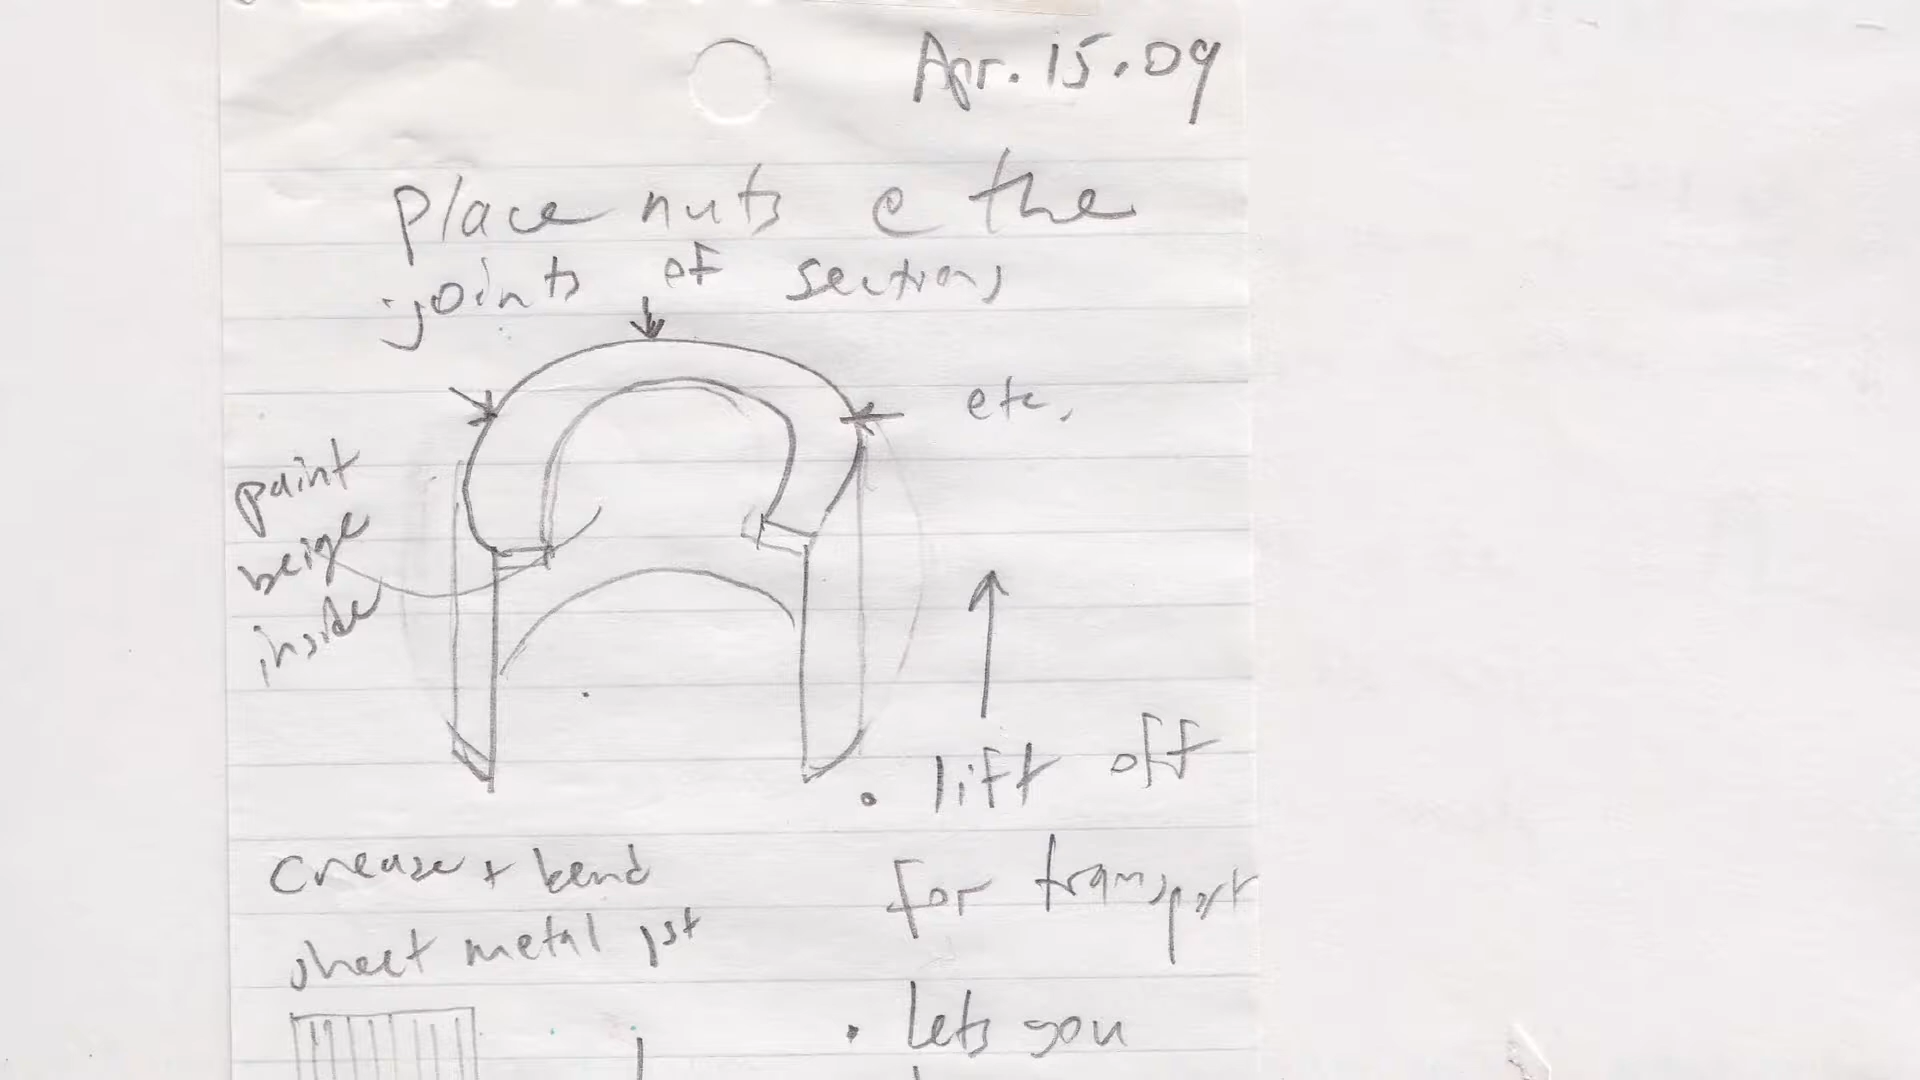 Apr. 15. 09
place nuts e the
joints of sections
etc.
paint
beige
inside
lift off
for transport
crease + bend
sheet metal 1st
• lets you